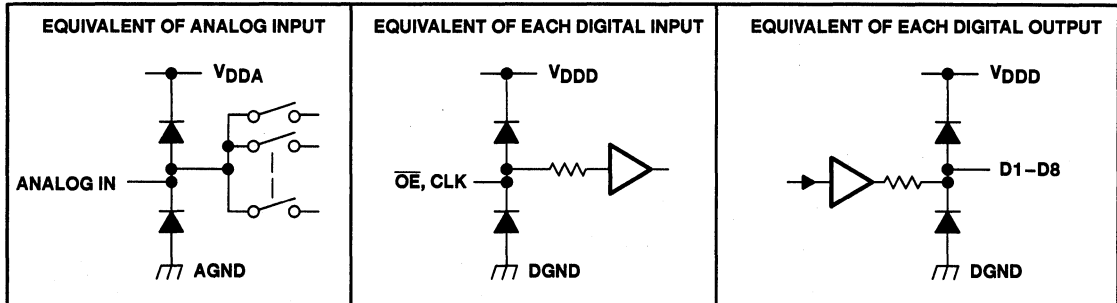 EQUIVALENT OF ANALOG INPUT
VDDA
ANALOG IN
AGND
EQUIVALENT OF EACH DIGITAL INPUT
VDDD
OE, CLK
DGND
EQUIVALENT OF EACH DIGITAL OUTPUT
VDDD
D1–D8
DGND